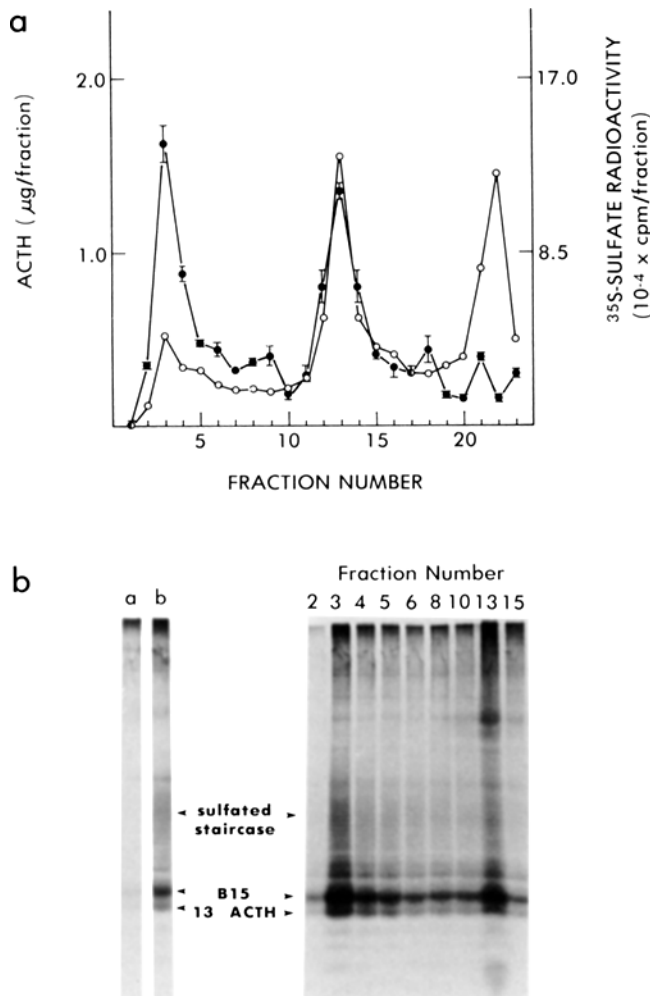 a
2.0
1.0
ACTH ( μg/fraction)
17.0
8.5
35S-SULFATE RADIOACTIVITY
(10⁻⁴ x cpm/fraction)
5 10 15 20
FRACTION NUMBER
b
Fraction Number
a b 2 3 4 5 6 8 10 13 15
sulfated
staircase
B15
13 ACTH